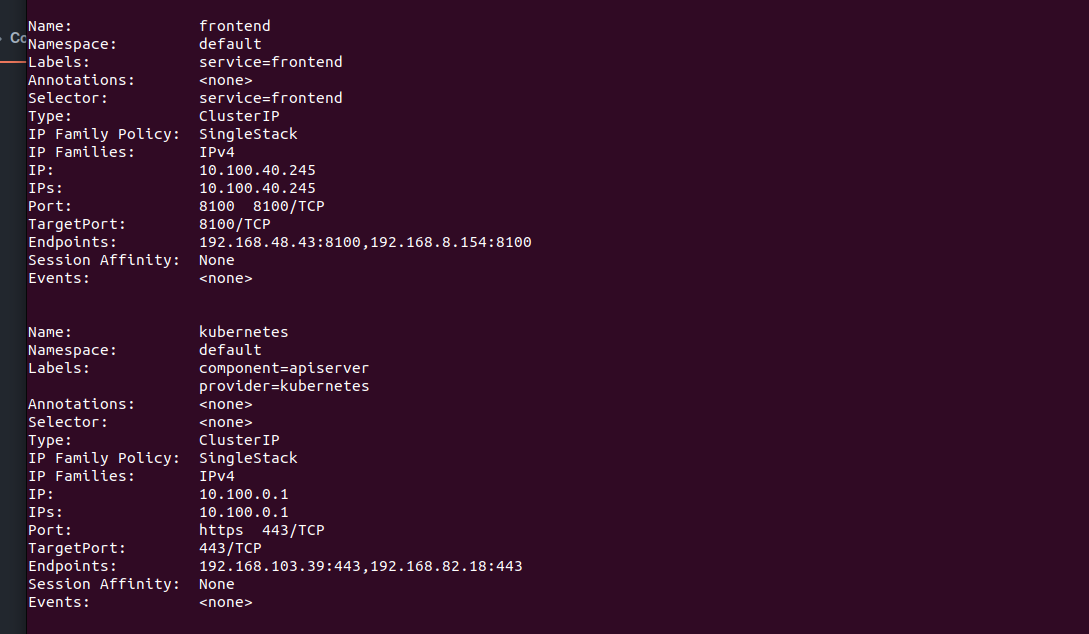 Co
Name:              frontend
Namespace:         default
Labels:            service=frontend
Annotations:       <none>
Selector:          service=frontend
Type:              ClusterIP
IP Family Policy:  SingleStack
IP Families:       IPv4
IP:                10.100.40.245
IPs:               10.100.40.245
Port:              8100  8100/TCP
TargetPort:        8100/TCP
Endpoints:         192.168.48.43:8100,192.168.8.154:8100
Session Affinity:  None
Events:            <none>
Name:              kubernetes
Namespace:         default
Labels:            component=apiserver
                   provider=kubernetes
Annotations:       <none>
Selector:          <none>
Type:              ClusterIP
IP Family Policy:  SingleStack
IP Families:       IPv4
IP:                10.100.0.1
IPs:               10.100.0.1
Port:              https  443/TCP
TargetPort:        443/TCP
Endpoints:         192.168.103.39:443,192.168.82.18:443
Session Affinity:  None
Events:            <none>